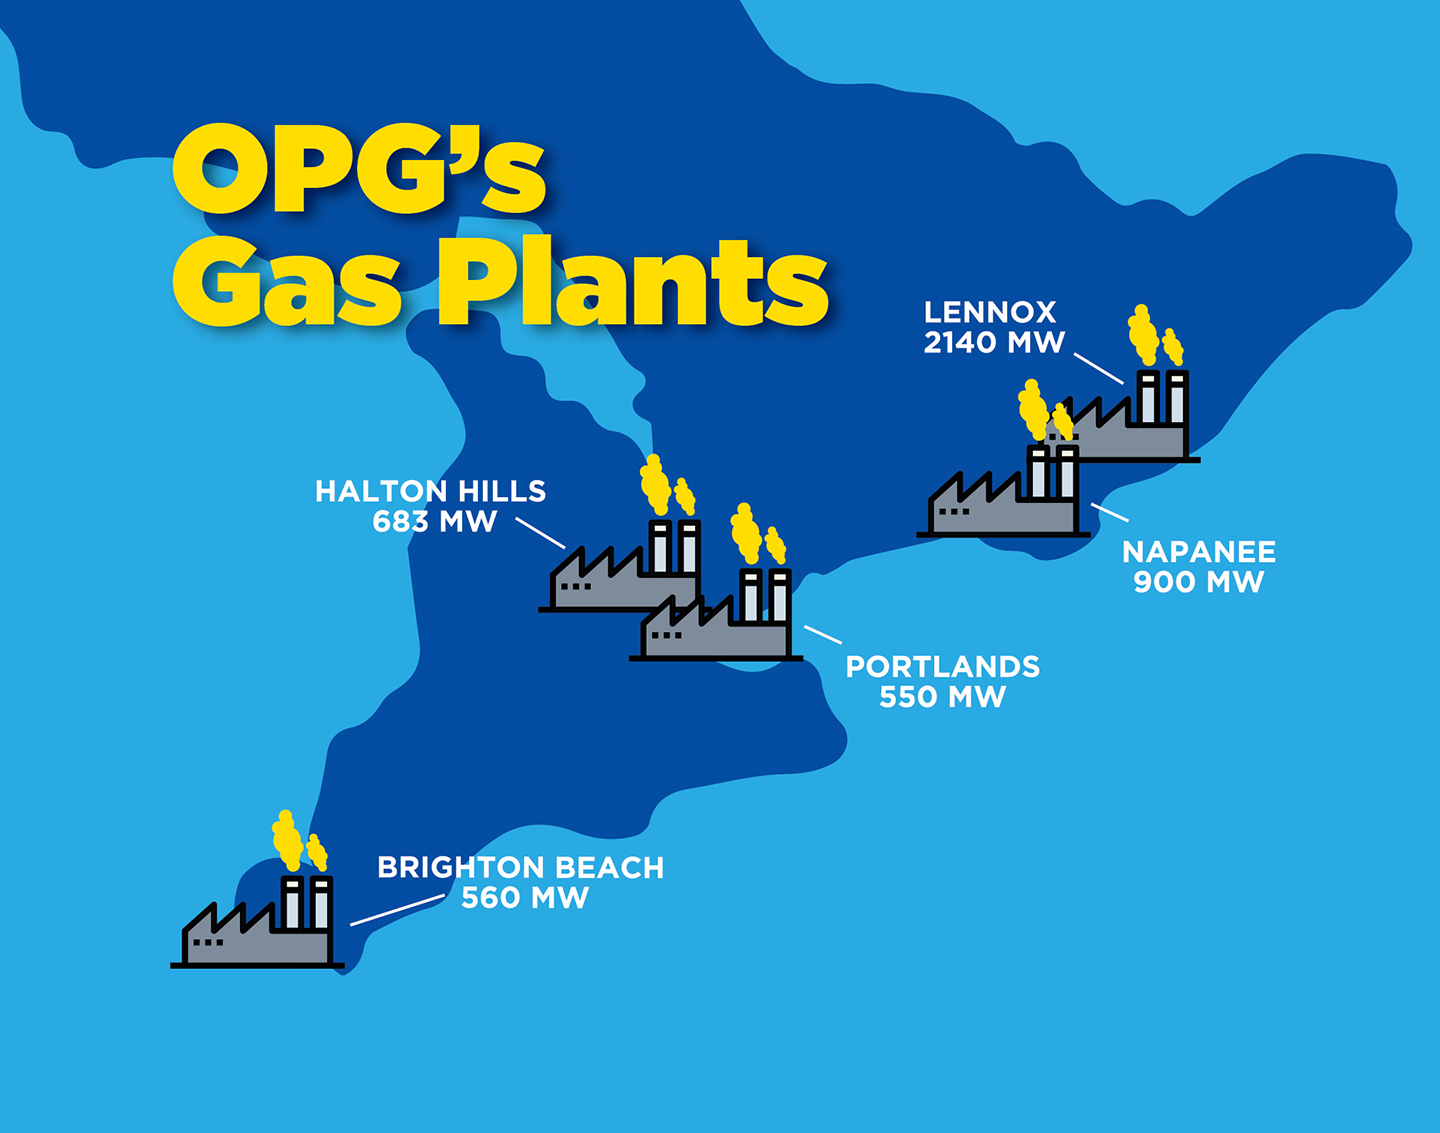 OPG’s
Gas Plants
LENNOX
2140 MW
HALTON HILLS
683 MW
NAPANEE
900 MW
PORTLANDS
550 MW
BRIGHTON BEACH
560 MW